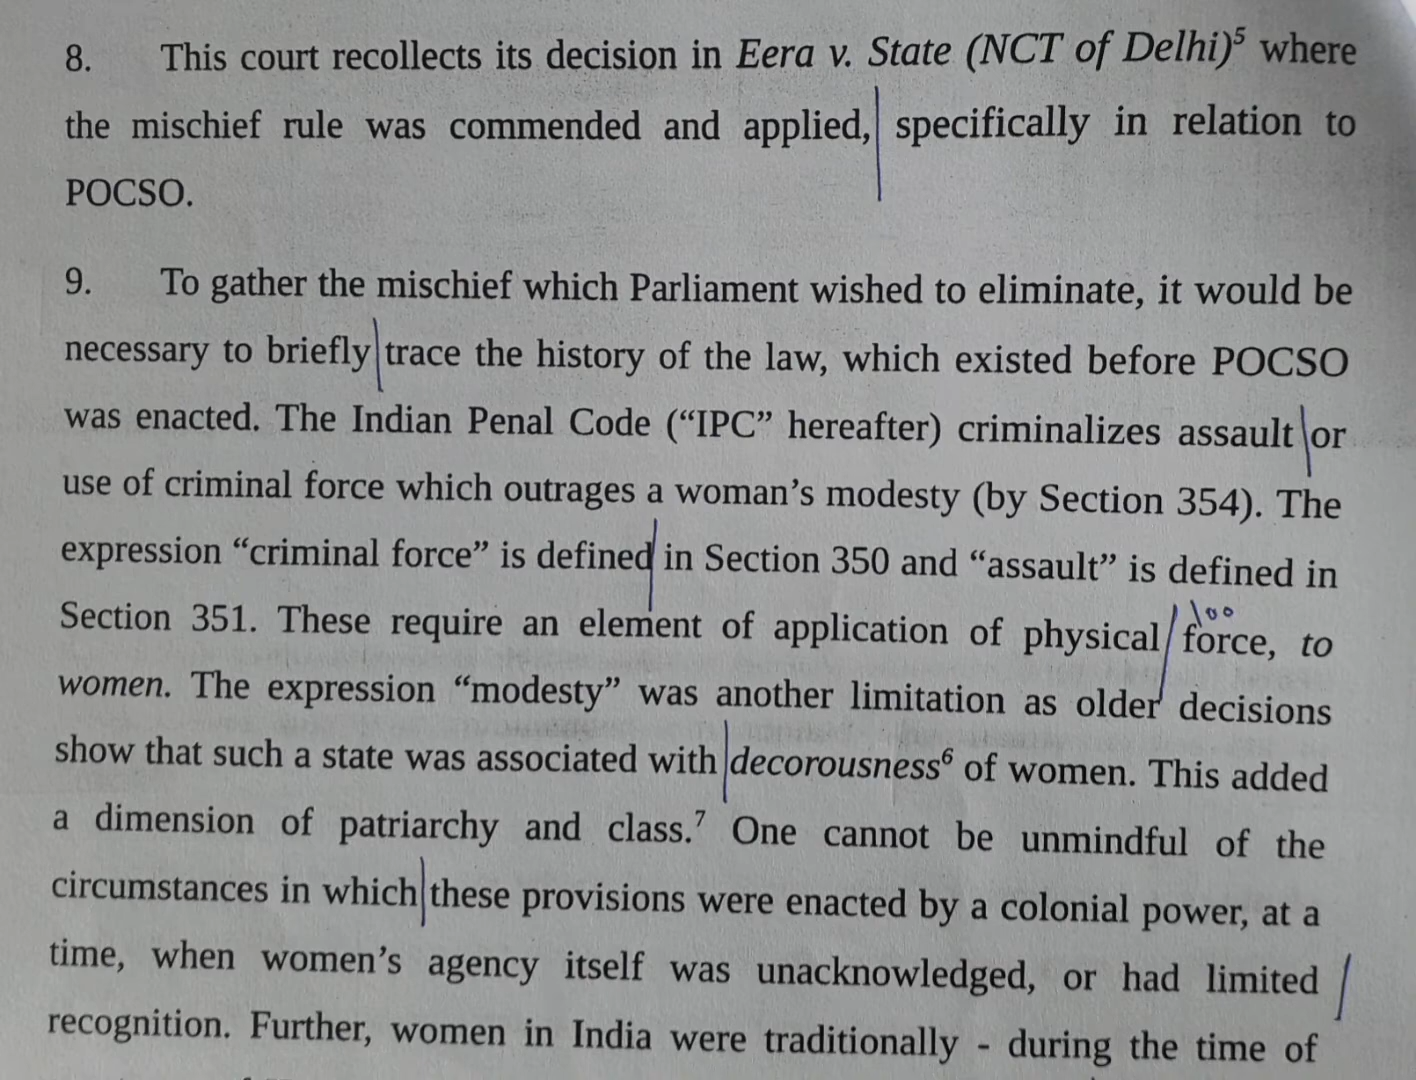 8. This court recollects its decision in Eera v. State (NCT of Delhi)⁵ where
the mischief rule was commended and applied, specifically in relation to
POCSO.
9. To gather the mischief which Parliament wished to eliminate, it would be
necessary to briefly trace the history of the law, which existed before POCSO
was enacted. The Indian Penal Code (“IPC” hereafter) criminalizes assault or
use of criminal force which outrages a woman’s modesty (by Section 354). The
expression “criminal force” is defined in Section 350 and “assault” is defined in
100
Section 351. These require an element of application of physical force, to
women. The expression “modesty” was another limitation as older decisions
show that such a state was associated with decorousness⁶ of women. This added
a dimension of patriarchy and class.⁷ One cannot be unmindful of the
circumstances in which these provisions were enacted by a colonial power, at a
time, when women’s agency itself was unacknowledged, or had limited
recognition. Further, women in India were traditionally - during the time of